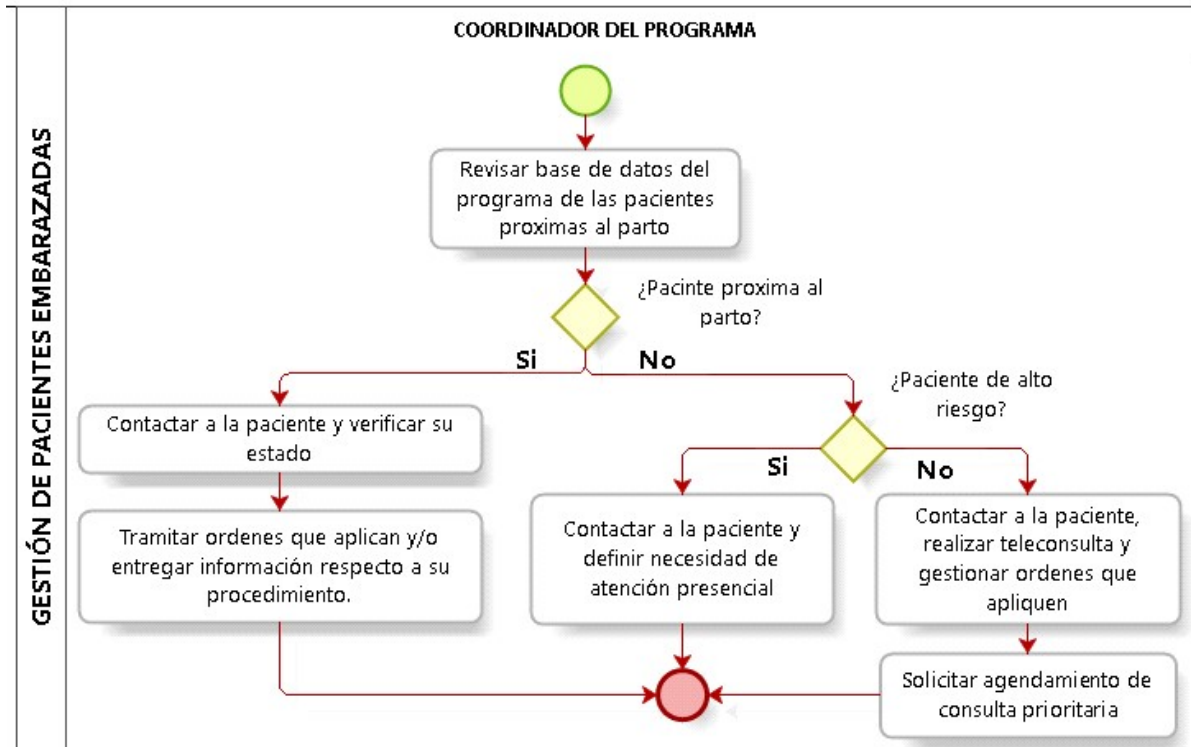 GESTIÓN DE PACIENTES EMBARAZADAS
COORDINADOR DEL PROGRAMA
Revisar base de datos del
programa de las pacientes
proximas al parto
¿Pacinte proxima al
parto?
Si
No
Contactar a la paciente y verificar su
estado
Tramitar ordenes que aplican y/o
entregar información respecto a su
procedimiento.
¿Paciente de alto
riesgo?
Si
No
Contactar a la paciente y
definir necesidad de
atención presencial
Contactar a la paciente,
realizar teleconsulta y
gestionar ordenes que
apliquen
Solicitar agendamiento de
consulta prioritaria